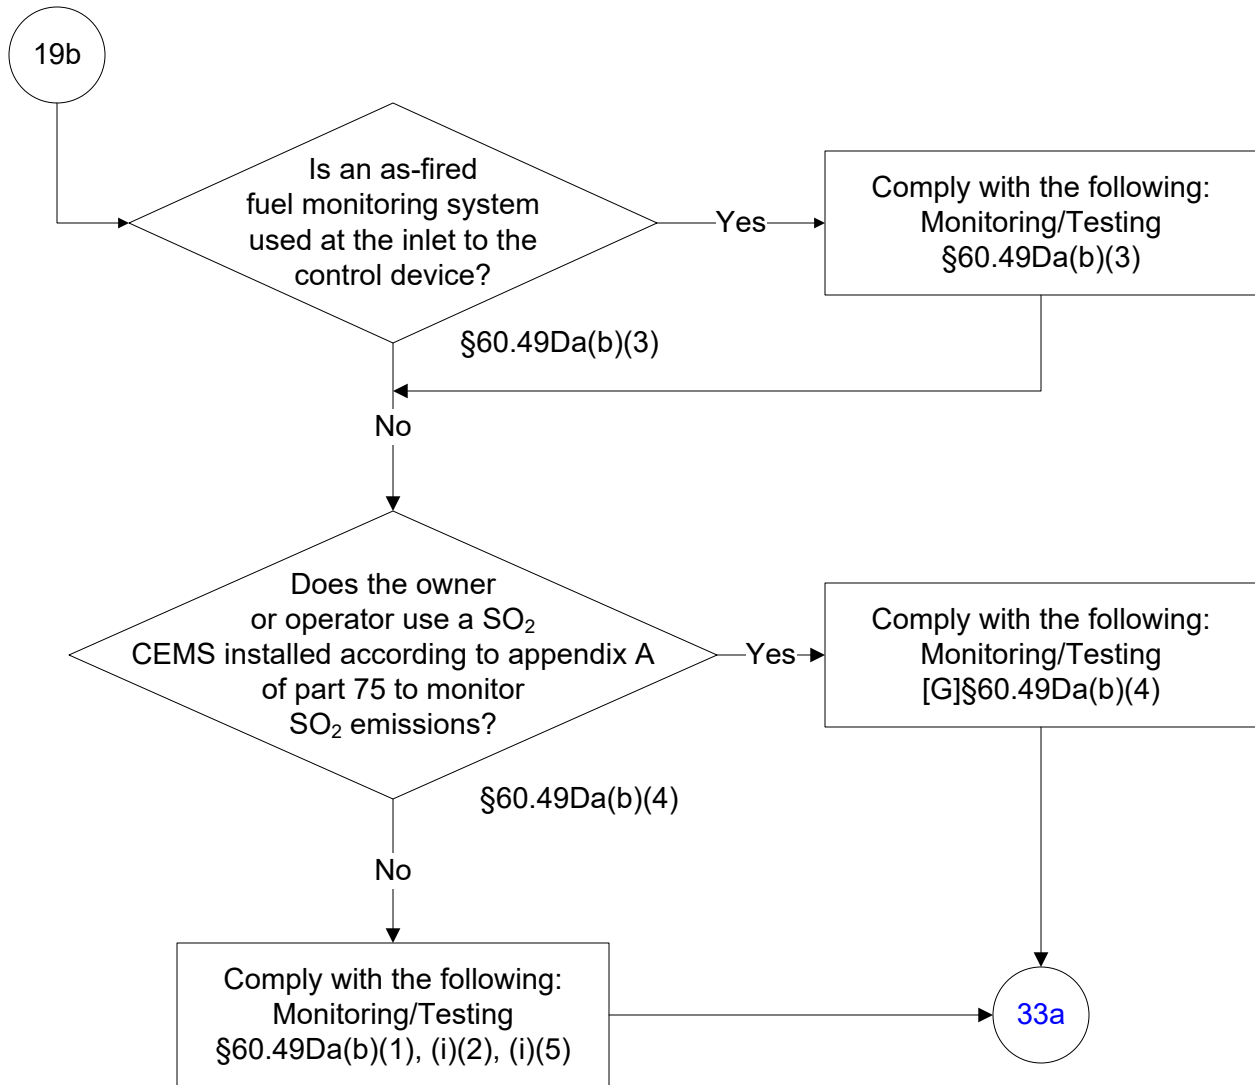 19b
Is an as-fired
fuel monitoring system
used at the inlet to the
control device?
Yes
Comply with the following:
Monitoring/Testing
§60.49Da(b)(3)
§60.49Da(b)(3)
No
Does the owner
or operator use a SO₂
CEMS installed according to appendix A
of part 75 to monitor
SO₂ emissions?
Yes
Comply with the following:
Monitoring/Testing
[G]§60.49Da(b)(4)
§60.49Da(b)(4)
No
Comply with the following:
Monitoring/Testing
§60.49Da(b)(1), (i)(2), (i)(5)
33a